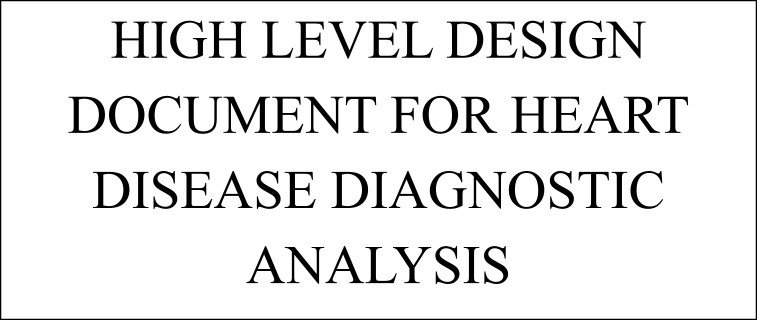 HIGH LEVEL DESIGN
DOCUMENT FOR HEART
DISEASE DIAGNOSTIC
ANALYSIS